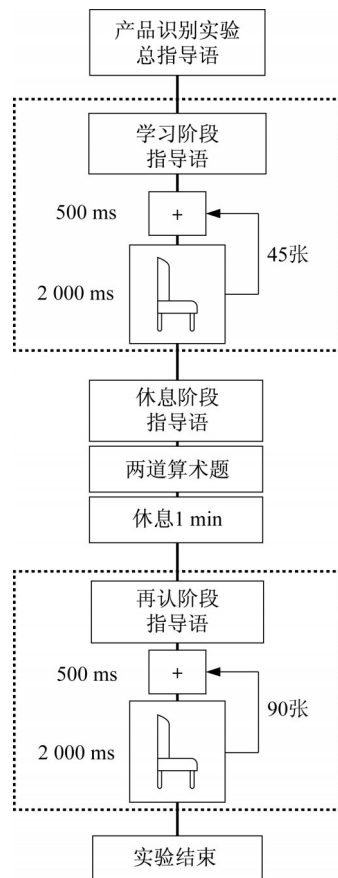 产品识别实验
总指导语
学习阶段
指导语
500 ms
+
45张
2 000 ms
休息阶段
指导语
两道算术题
休息1 min
再认阶段
指导语
500 ms
+
90张
2 000 ms
实验结束